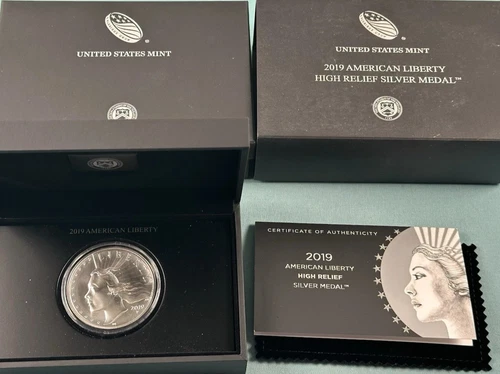 UNITED STATES MINT
UNITED STATES MINT
2019 AMERICAN LIBERTY
HIGH RELIEF SILVER MEDAL™
2019 AMERICAN LIBERTY
CERTIFICATE OF AUTHENTICITY
2019
AMERICAN LIBERTY
HIGH RELIEF
SILVER MEDAL™